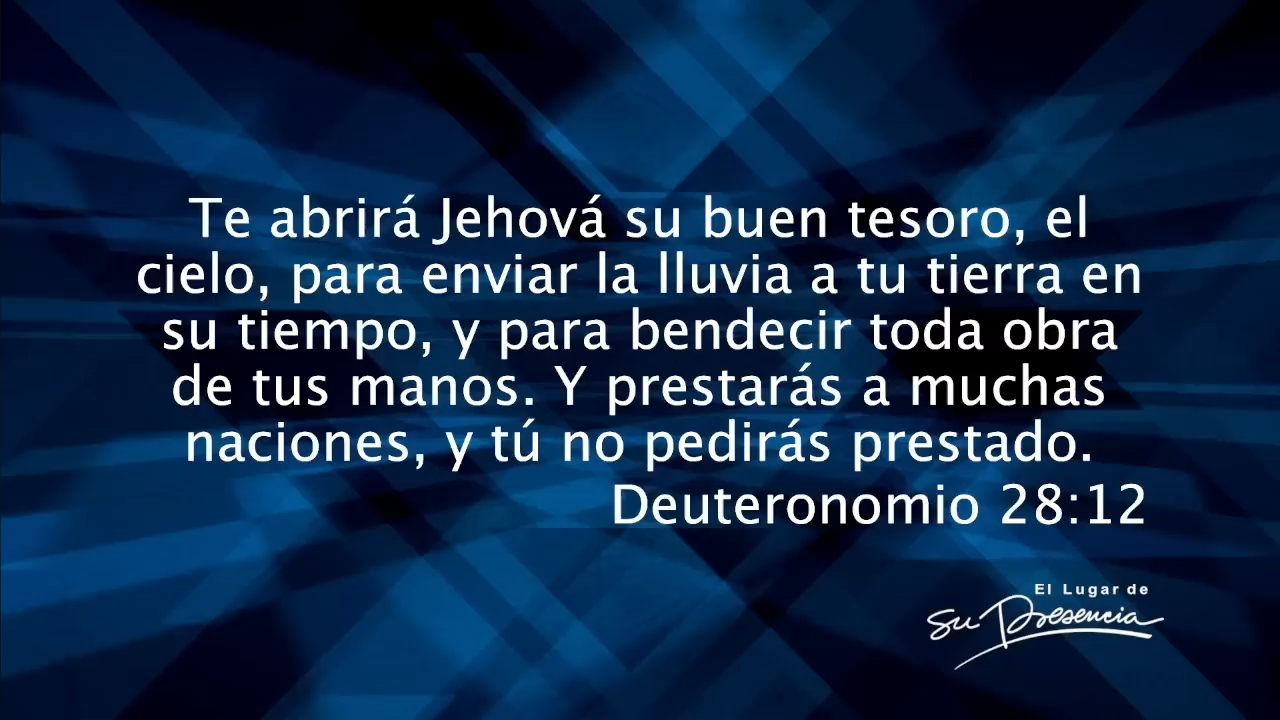 Te abrirá Jehová su buen tesoro, el
cielo, para enviar la lluvia a tu tierra en
su tiempo, y para bendecir toda obra
de tus manos. Y prestarás a muchas
naciones, y tú no pedirás prestado.
Deuteronomio 28:12
El Lugar de
Su Presencia